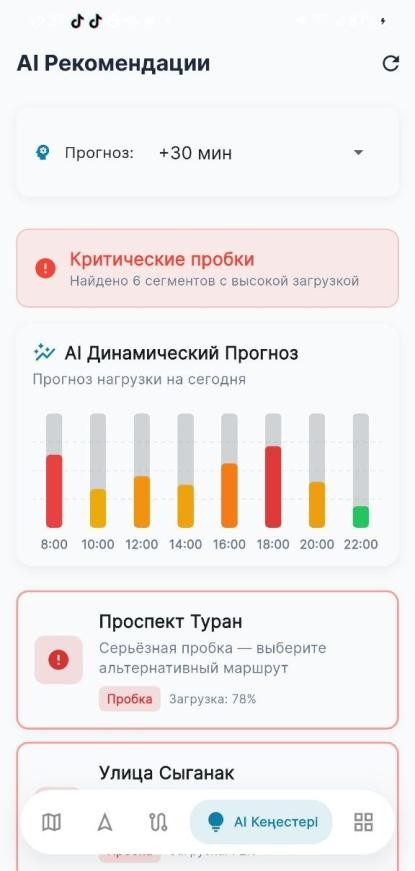 AI Рекомендации
Прогноз: +30 мин
Критические пробки
Найдено 6 сегментов с высокой загрузкой
AI Динамический Прогноз
Прогноз нагрузки на сегодня
8:00 10:00 12:00 14:00 16:00 18:00 20:00 22:00
Проспект Туран
Серьёзная пробка — выберите
альтернативный маршрут
Пробка Загрузка: 78%
Улица Сыганак
AI Кеңестері